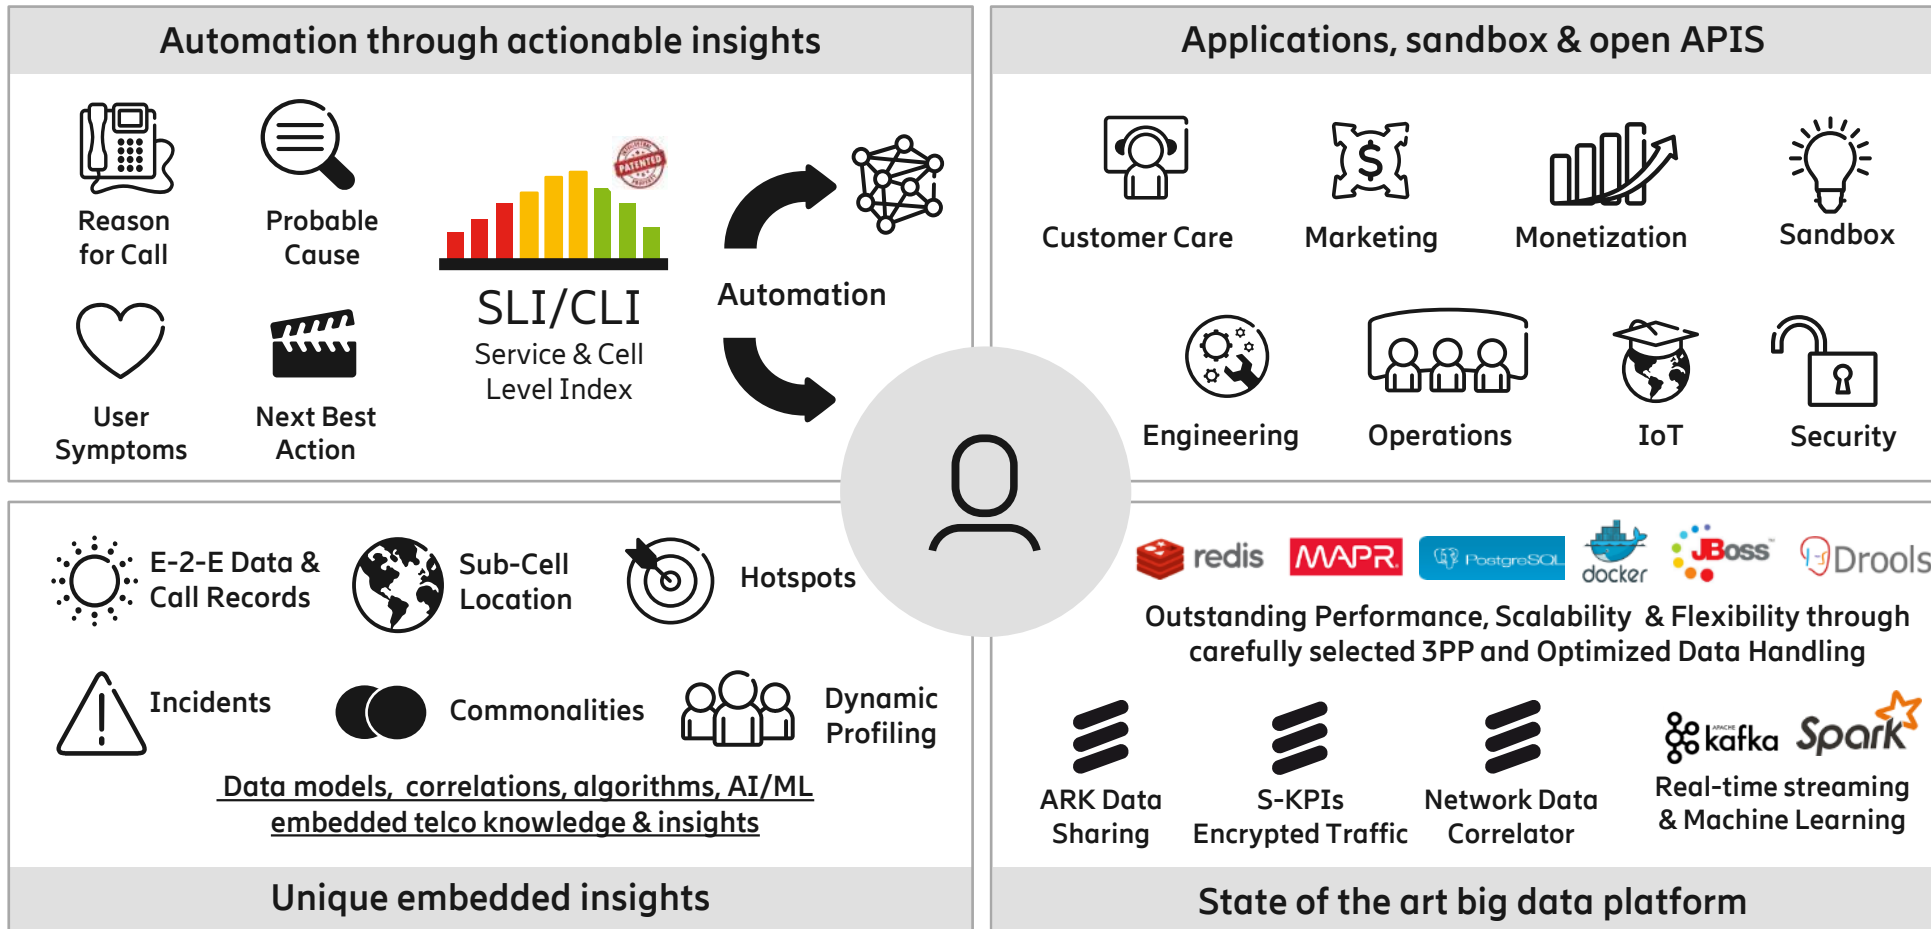 Automation through actionable insights
Reason
for Call
Probable
Cause
User
Symptoms
Next Best
Action
PATENTED
SLI/CLI
Service & Cell
Level Index
Automation
Applications, sandbox & open APIS
Customer Care
Marketing
$
Monetization
Sandbox
Engineering
Operations
IoT
Security
E-2-E Data &
Call Records
Sub-Cell
Location
Hotspots
Incidents
Commonalities
Dynamic
Profiling
Data models, correlations, algorithms, AI/ML
embedded telco knowledge & insights
Unique embedded insights
redis
MAPR.
PostgreSQL
docker
JBoss™
Drools
Outstanding Performance, Scalability & Flexibility through
carefully selected 3PP and Optimized Data Handling
ARK Data
Sharing
S-KPIs
Encrypted Traffic
Network Data
Correlator
APACHE
kafka
Spark
Real-time streaming
& Machine Learning
State of the art big data platform